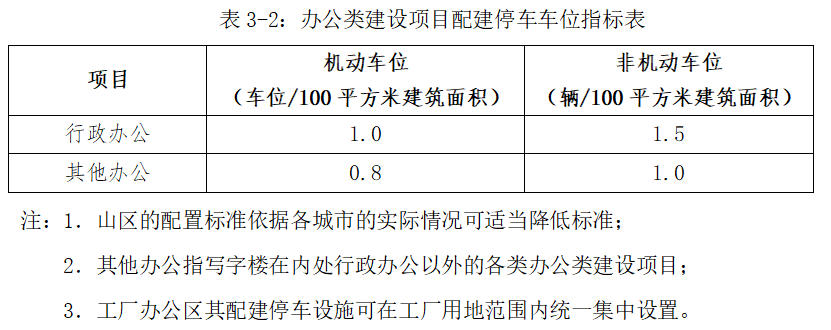 表 3-2：办公类建设项目配建停车车位指标表
项目 机动车位 非机动车位
（车位/100 平方米建筑面积） （辆/100 平方米建筑面积）
行政办公 1.0 1.5
其他办公 0.8 1.0
注：1．山区的配置标准依据各城市的实际情况可适当降低标准；
2．其他办公指写字楼在内处行政办公以外的各类办公类建设项目；
3．工厂办公区其配建停车设施可在工厂用地范围内统一集中设置。